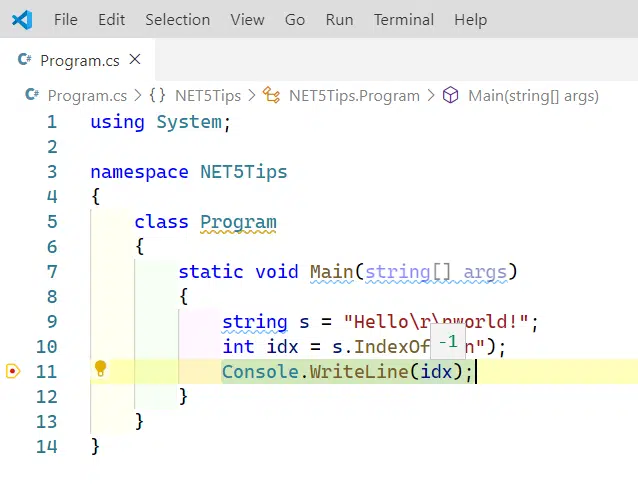 File Edit Selection View Go Run Terminal Help
Program.cs
Program.cs > {} NET5Tips > NET5Tips.Program > Main(string[] args)
1 using System;
2
3 namespace NET5Tips
4 {
5 class Program
6 {
7 static void Main(string[] args)
8 {
9 string s = "Hello\r\nworld!";
-1
10 int idx = s.IndexOf n");
11 Console.WriteLine(idx);
12 }
13 }
14 }